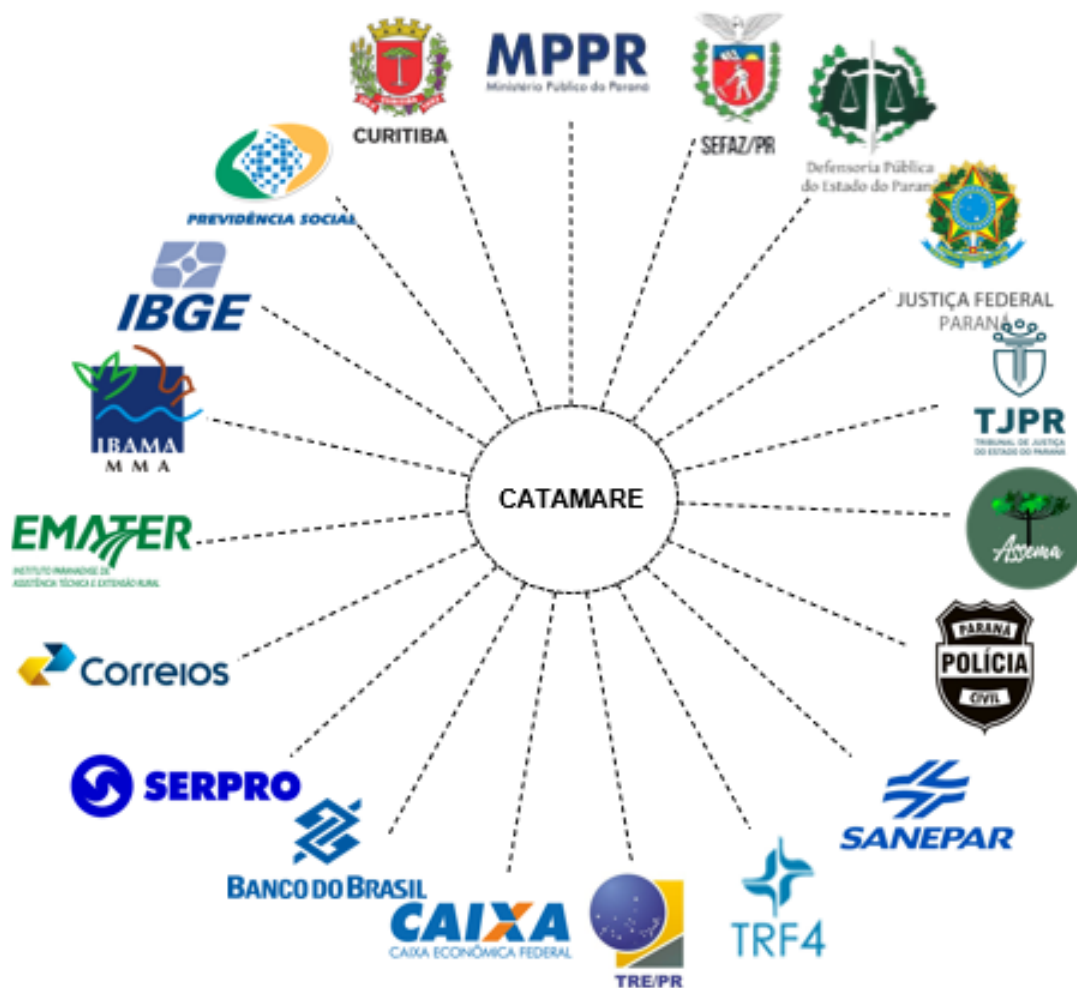 MPPR
Ministério Público do Paraná
CURITIBA
SEFAZ/PR
Defensoria Pública
do Estado do Paraná
PREVIDÊNCIA SOCIAL
JUSTIÇA FEDERAL
PARANÁ
IBGE
TJPR
TRIBUNAL DE JUSTIÇA
DO ESTADO DO PARANÁ
IBAMA
M M A
CATAMARE
Assema
EMATER
INSTITUTO PARANAENSE DE
ASSISTÊNCIA TÉCNICA E EXTENSÃO RURAL
PARANÁ
POLÍCIA
CIVIL
Correios
SERPRO
SANEPAR
BANCO DO BRASIL
CAIXA
CAIXA ECONÔMICA FEDERAL
TRF4
TRE/PR